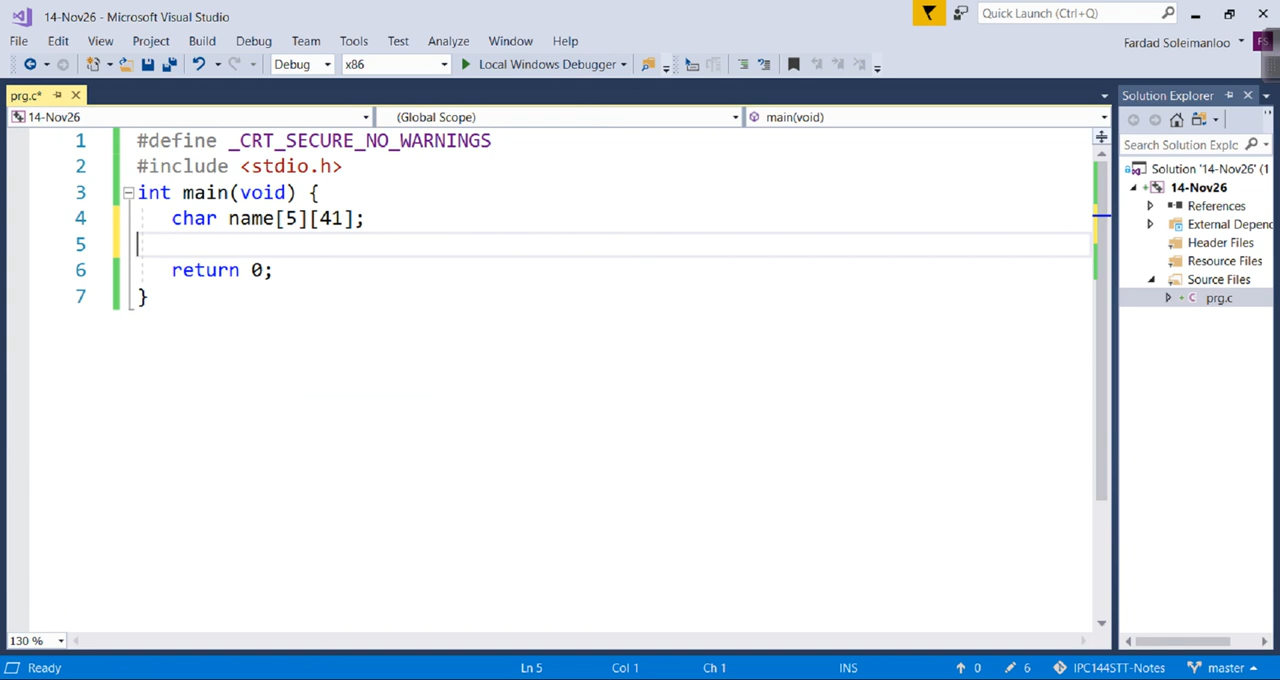 14-Nov26 - Microsoft Visual Studio
Quick Launch (Ctrl+Q)
File Edit View Project Build Debug Team Tools Test Analyze Window Help
Fardad Soleimanloo FS
Debug x86 Local Windows Debugger
prg.c*
14-Nov26 (Global Scope) main(void)
1 #define _CRT_SECURE_NO_WARNINGS
2 #include <stdio.h>
3 int main(void) {
4 char name[5][41];
5
6 return 0;
7 }
Solution Explorer
Search Solution Explc
Solution '14-Nov26' (1
14-Nov26
References
External Depend
Header Files
Resource Files
Source Files
C prg.c
130 %
Ready Ln 5 Col 1 Ch 1 INS 0 6 IPC144STT-Notes master